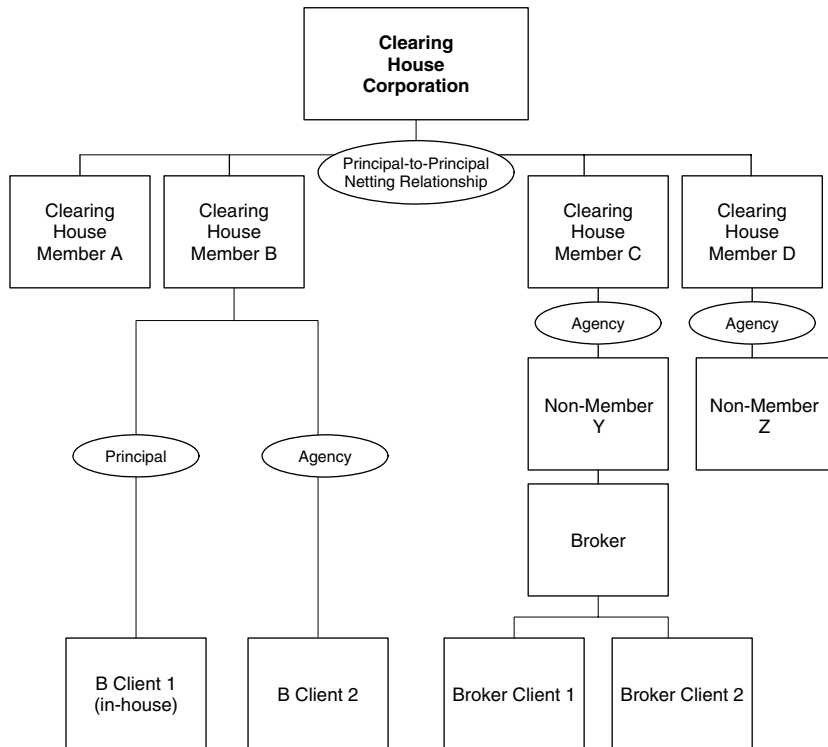 Clearing
House
Corporation
Principal-to-Principal
Netting Relationship
Clearing
House
Member A
Clearing
House
Member B
Clearing
House
Member C
Clearing
House
Member D
Agency
Agency
Non-Member
Y
Non-Member
Z
Principal
Agency
Broker
B Client 1
(in-house)
B Client 2
Broker Client 1
Broker Client 2